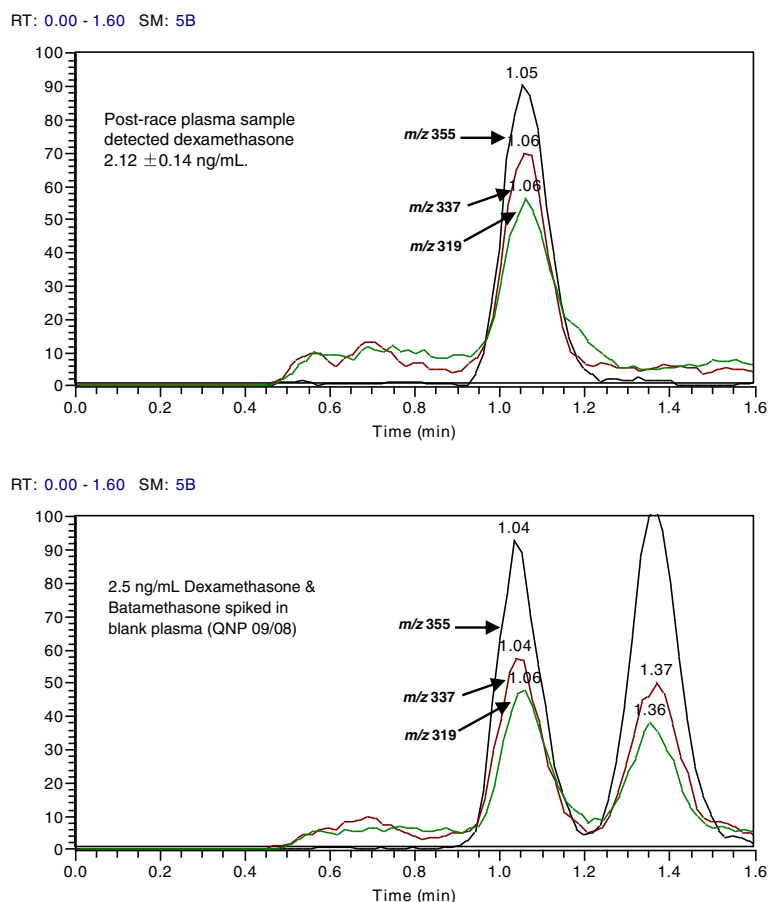 RT: 0.00 - 1.60 SM: 5B
100
90
80
70
60
50
40
30
20
10
0
Post-race plasma sample
detected dexamethasone
2.12 ±0.14 ng/mL.
1.05
m/z 355
1.06
m/z 337
1.06
m/z 319
0.0 0.2 0.4 0.6 0.8 1.0 1.2 1.4 1.6
Time (min)
RT: 0.00 - 1.60 SM: 5B
100
90
80
70
60
50
40
30
20
10
0
2.5 ng/mL Dexamethasone &
Batamethasone spiked in
blank plasma (QNP 09/08)
1.04
m/z 355
1.04
m/z 337
1.06
m/z 319
1.37
1.36
0.0 0.2 0.4 0.6 0.8 1.0 1.2 1.4 1.6
Time (min)